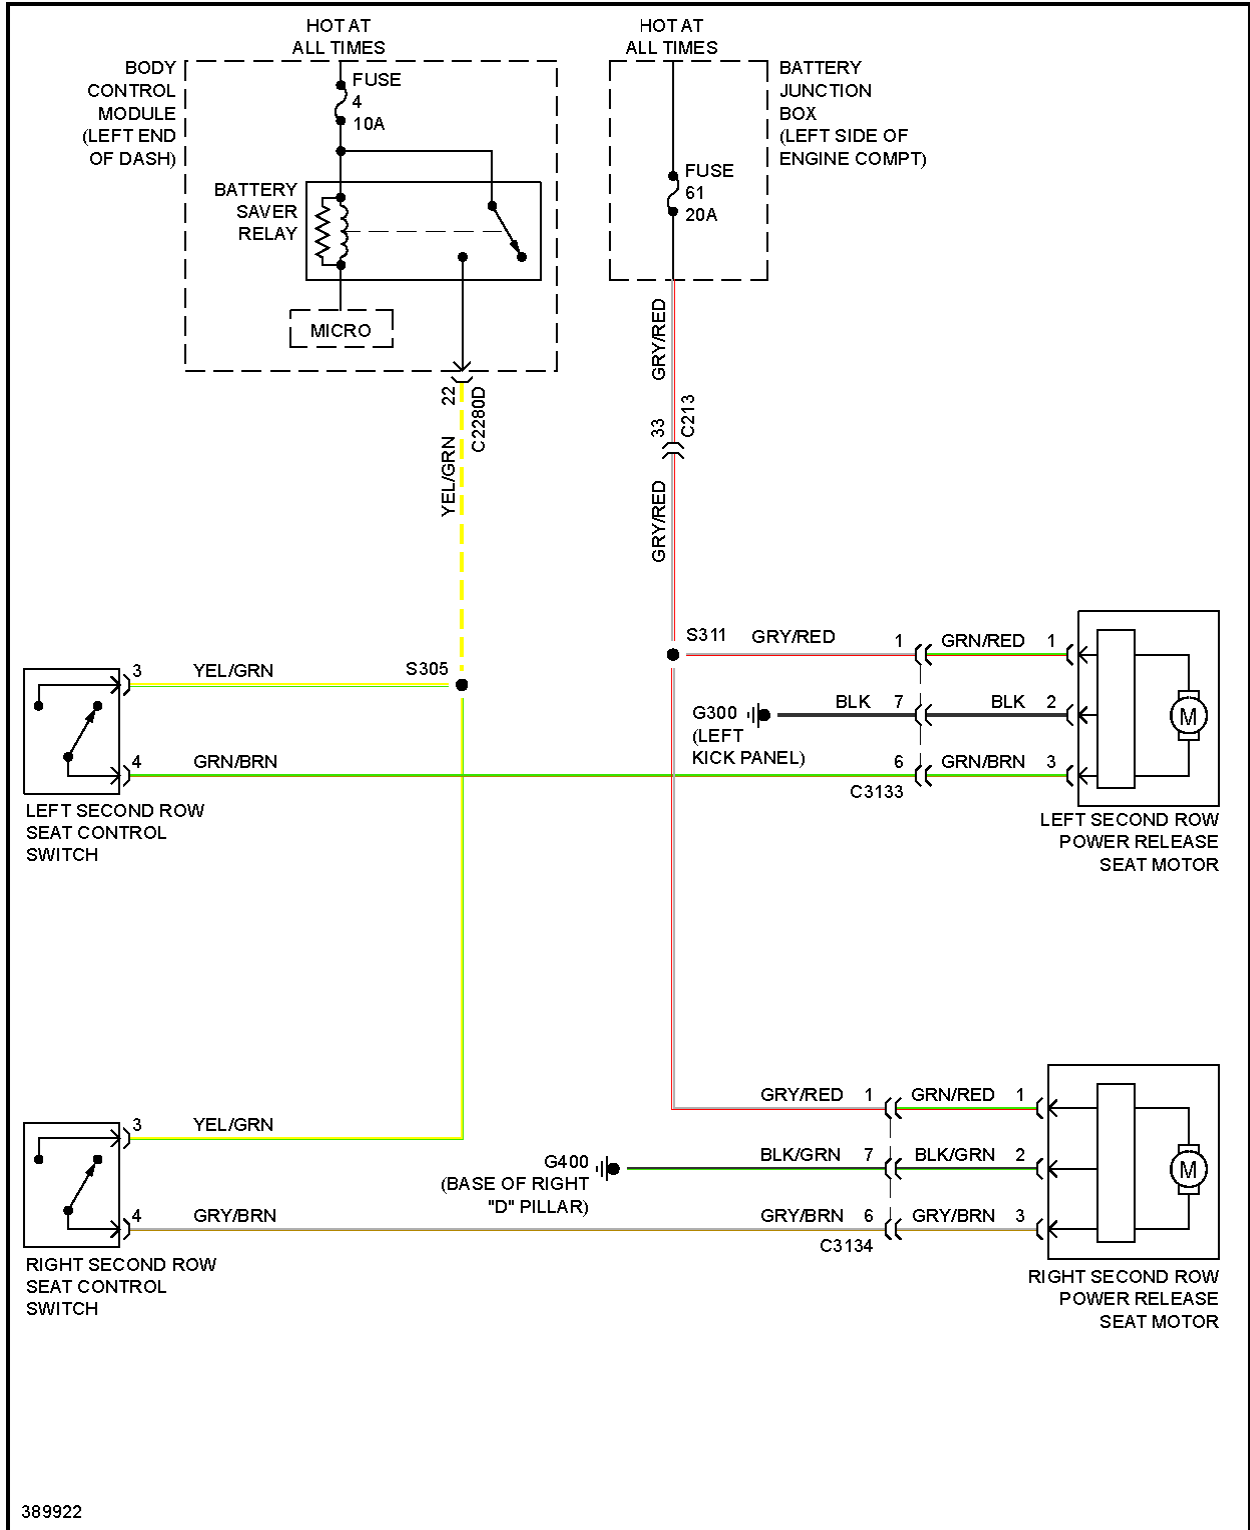 HOT AT
ALL TIMES
HOT AT
ALL TIMES
BODY
CONTROL
MODULE
(LEFT END
OF DASH)
FUSE
4
10A
BATTERY
JUNCTION
BOX
(LEFT SIDE OF
ENGINE COMPT)
FUSE
61
20A
BATTERY
SAVER
RELAY
MICRO
22
C2280D
YEL/GRN
GRY/RED
33
C213
GRY/RED
S311
GRY/RED
1
GRN/RED
1
3
YEL/GRN
S305
G300
(LEFT
KICK PANEL)
BLK
7
BLK
2
M
4
GRN/BRN
6
GRN/BRN
3
C3133
LEFT SECOND ROW
SEAT CONTROL
SWITCH
LEFT SECOND ROW
POWER RELEASE
SEAT MOTOR
GRY/RED
1
GRN/RED
1
3
YEL/GRN
G400
(BASE OF RIGHT
"D" PILLAR)
BLK/GRN
7
BLK/GRN
2
M
4
GRY/BRN
GRY/BRN
6
GRY/BRN
3
C3134
RIGHT SECOND ROW
SEAT CONTROL
SWITCH
RIGHT SECOND ROW
POWER RELEASE
SEAT MOTOR
389922